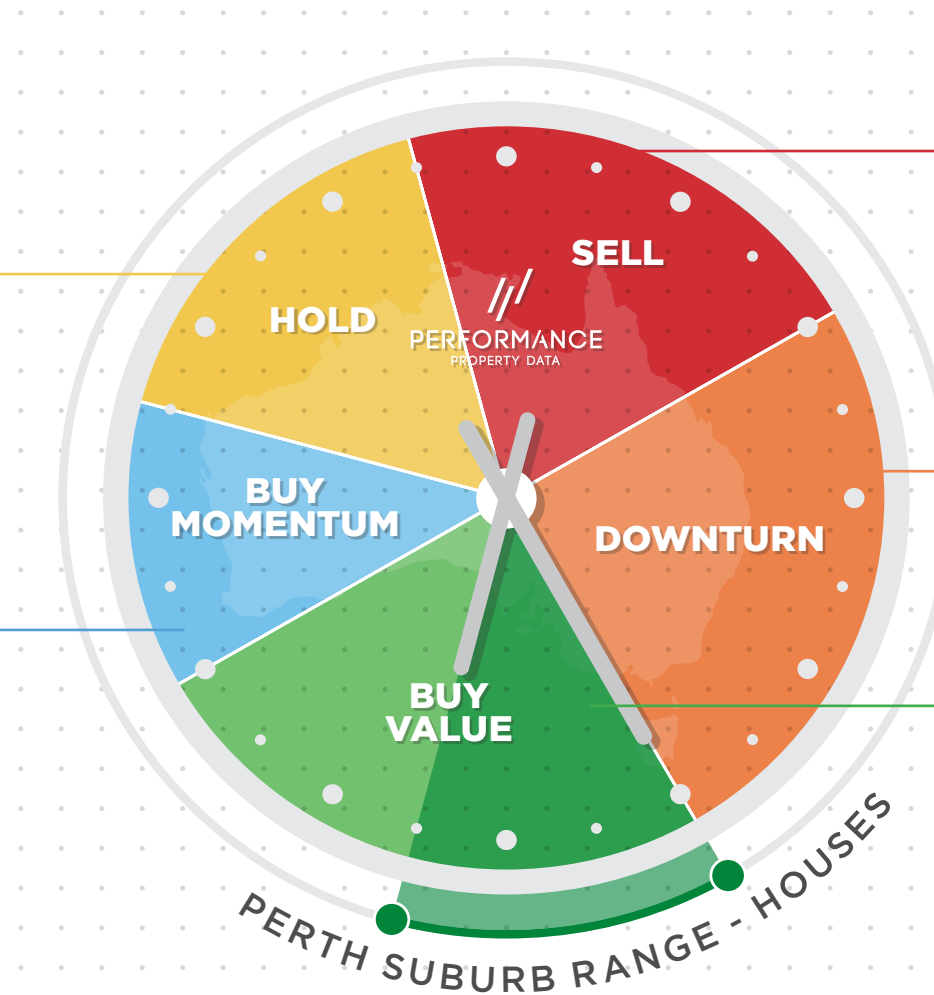 SELL
HOLD
PERFORMANCE
PROPERTY DATA
BUY
MOMENTUM
DOWNTURN
BUY
VALUE
PERTH SUBURB RANGE - HOUSES